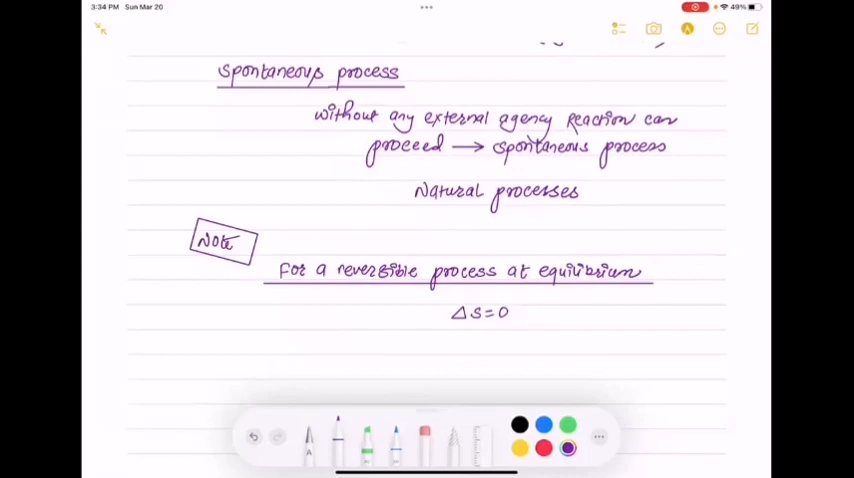 3:34 PM Sun Mar 20
49%
Spontaneous process
without any external agency Reaction can
proceed → spontaneous process
Natural processes
Note
For a reversible process at equilibrium
ΔS=0
A